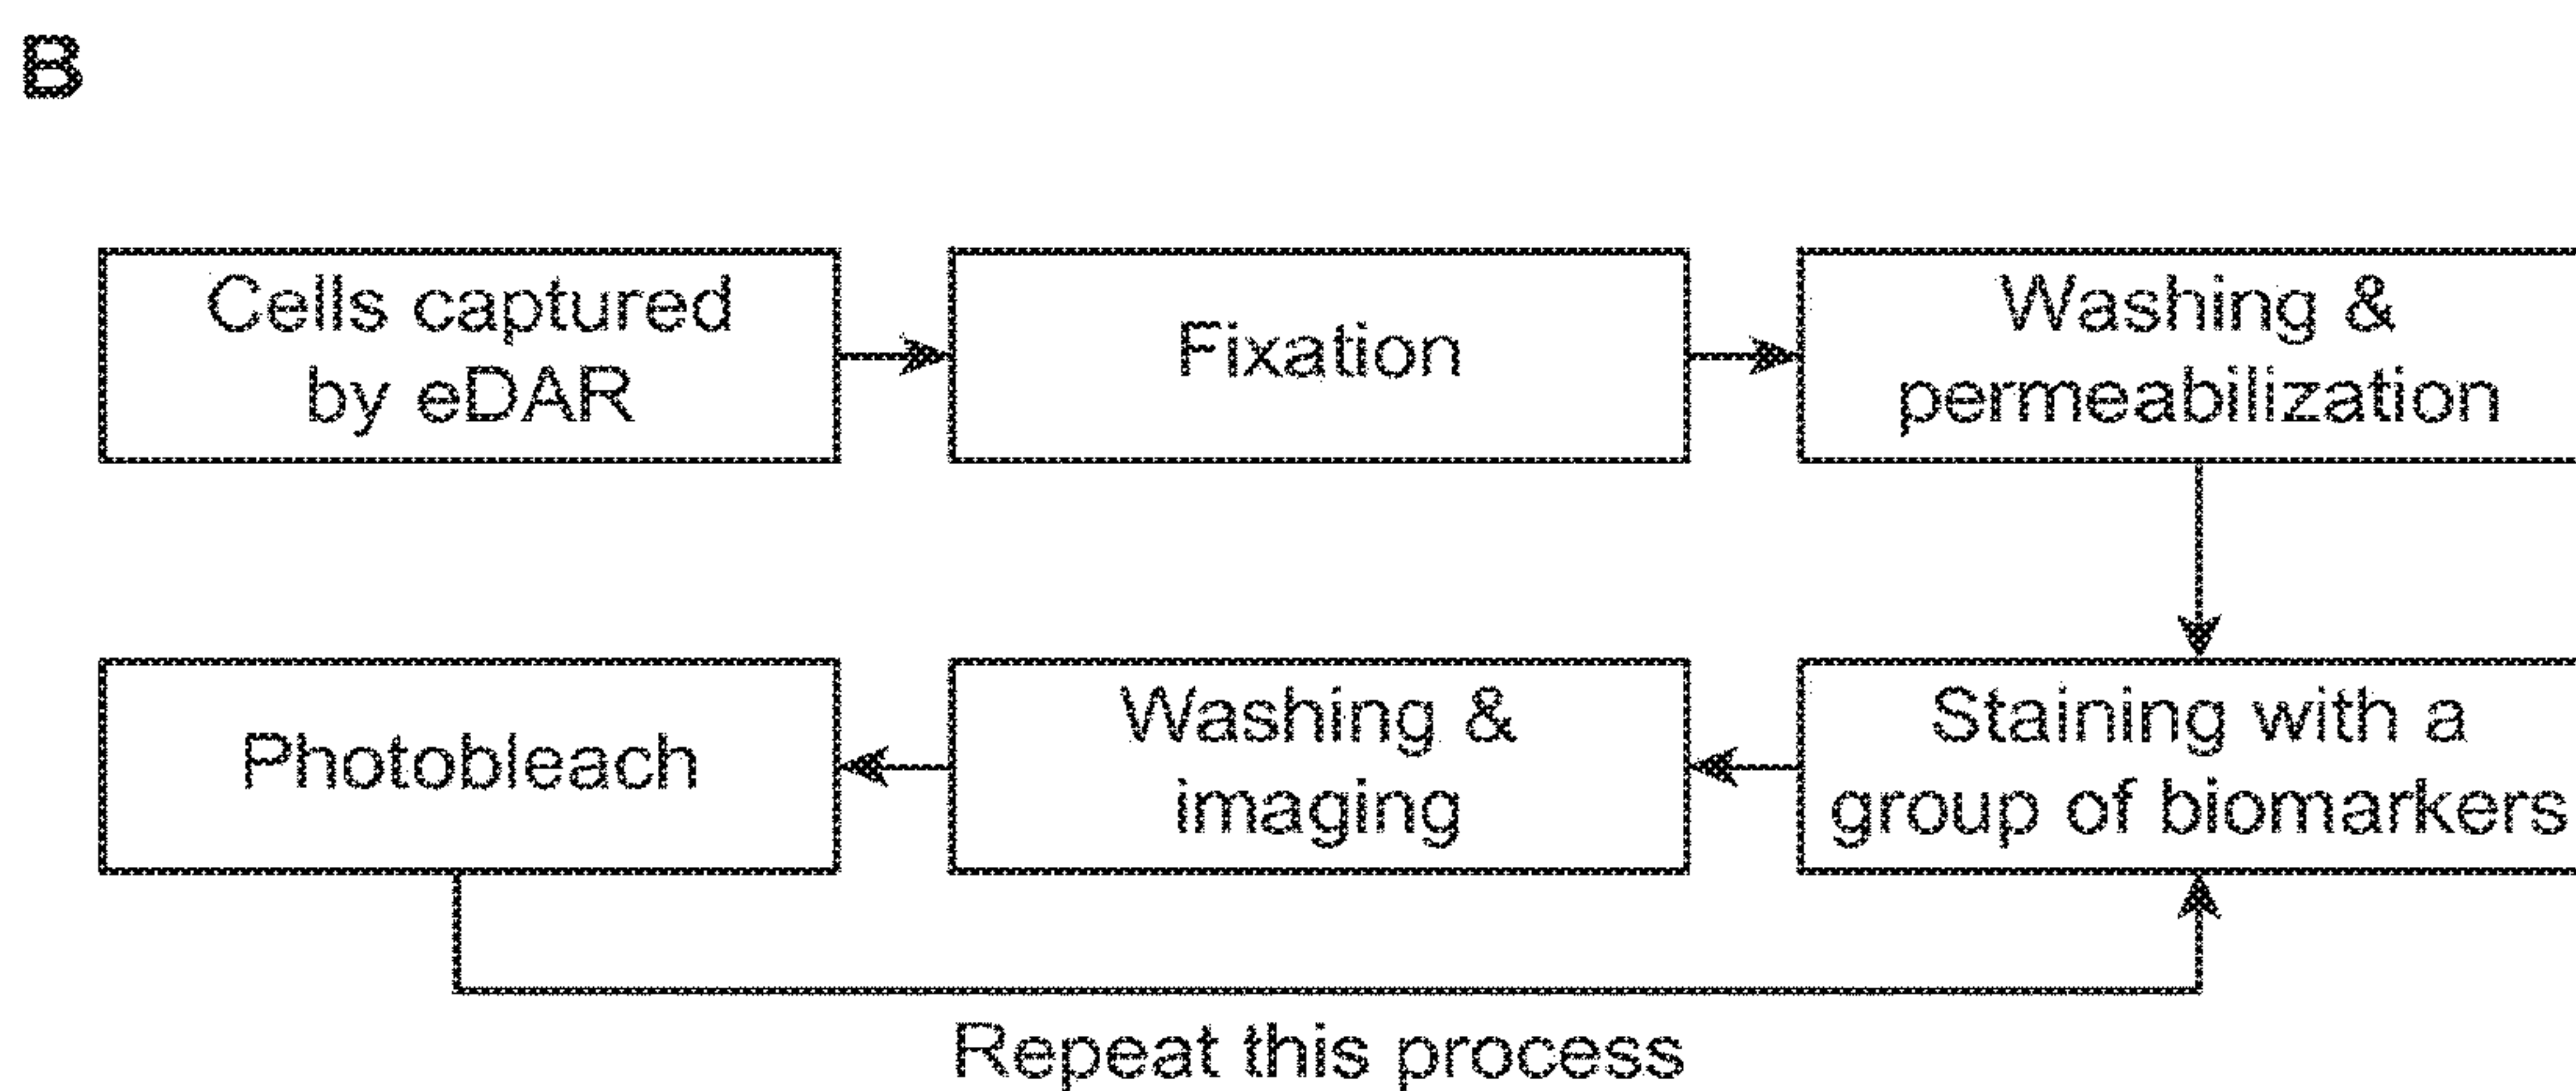 B
Cells captured
by eDAR
Fixation
Washing &
permeabilization
Staining with a
group of biomarkers
Washing &
imaging
Photobleach
Repeat this process